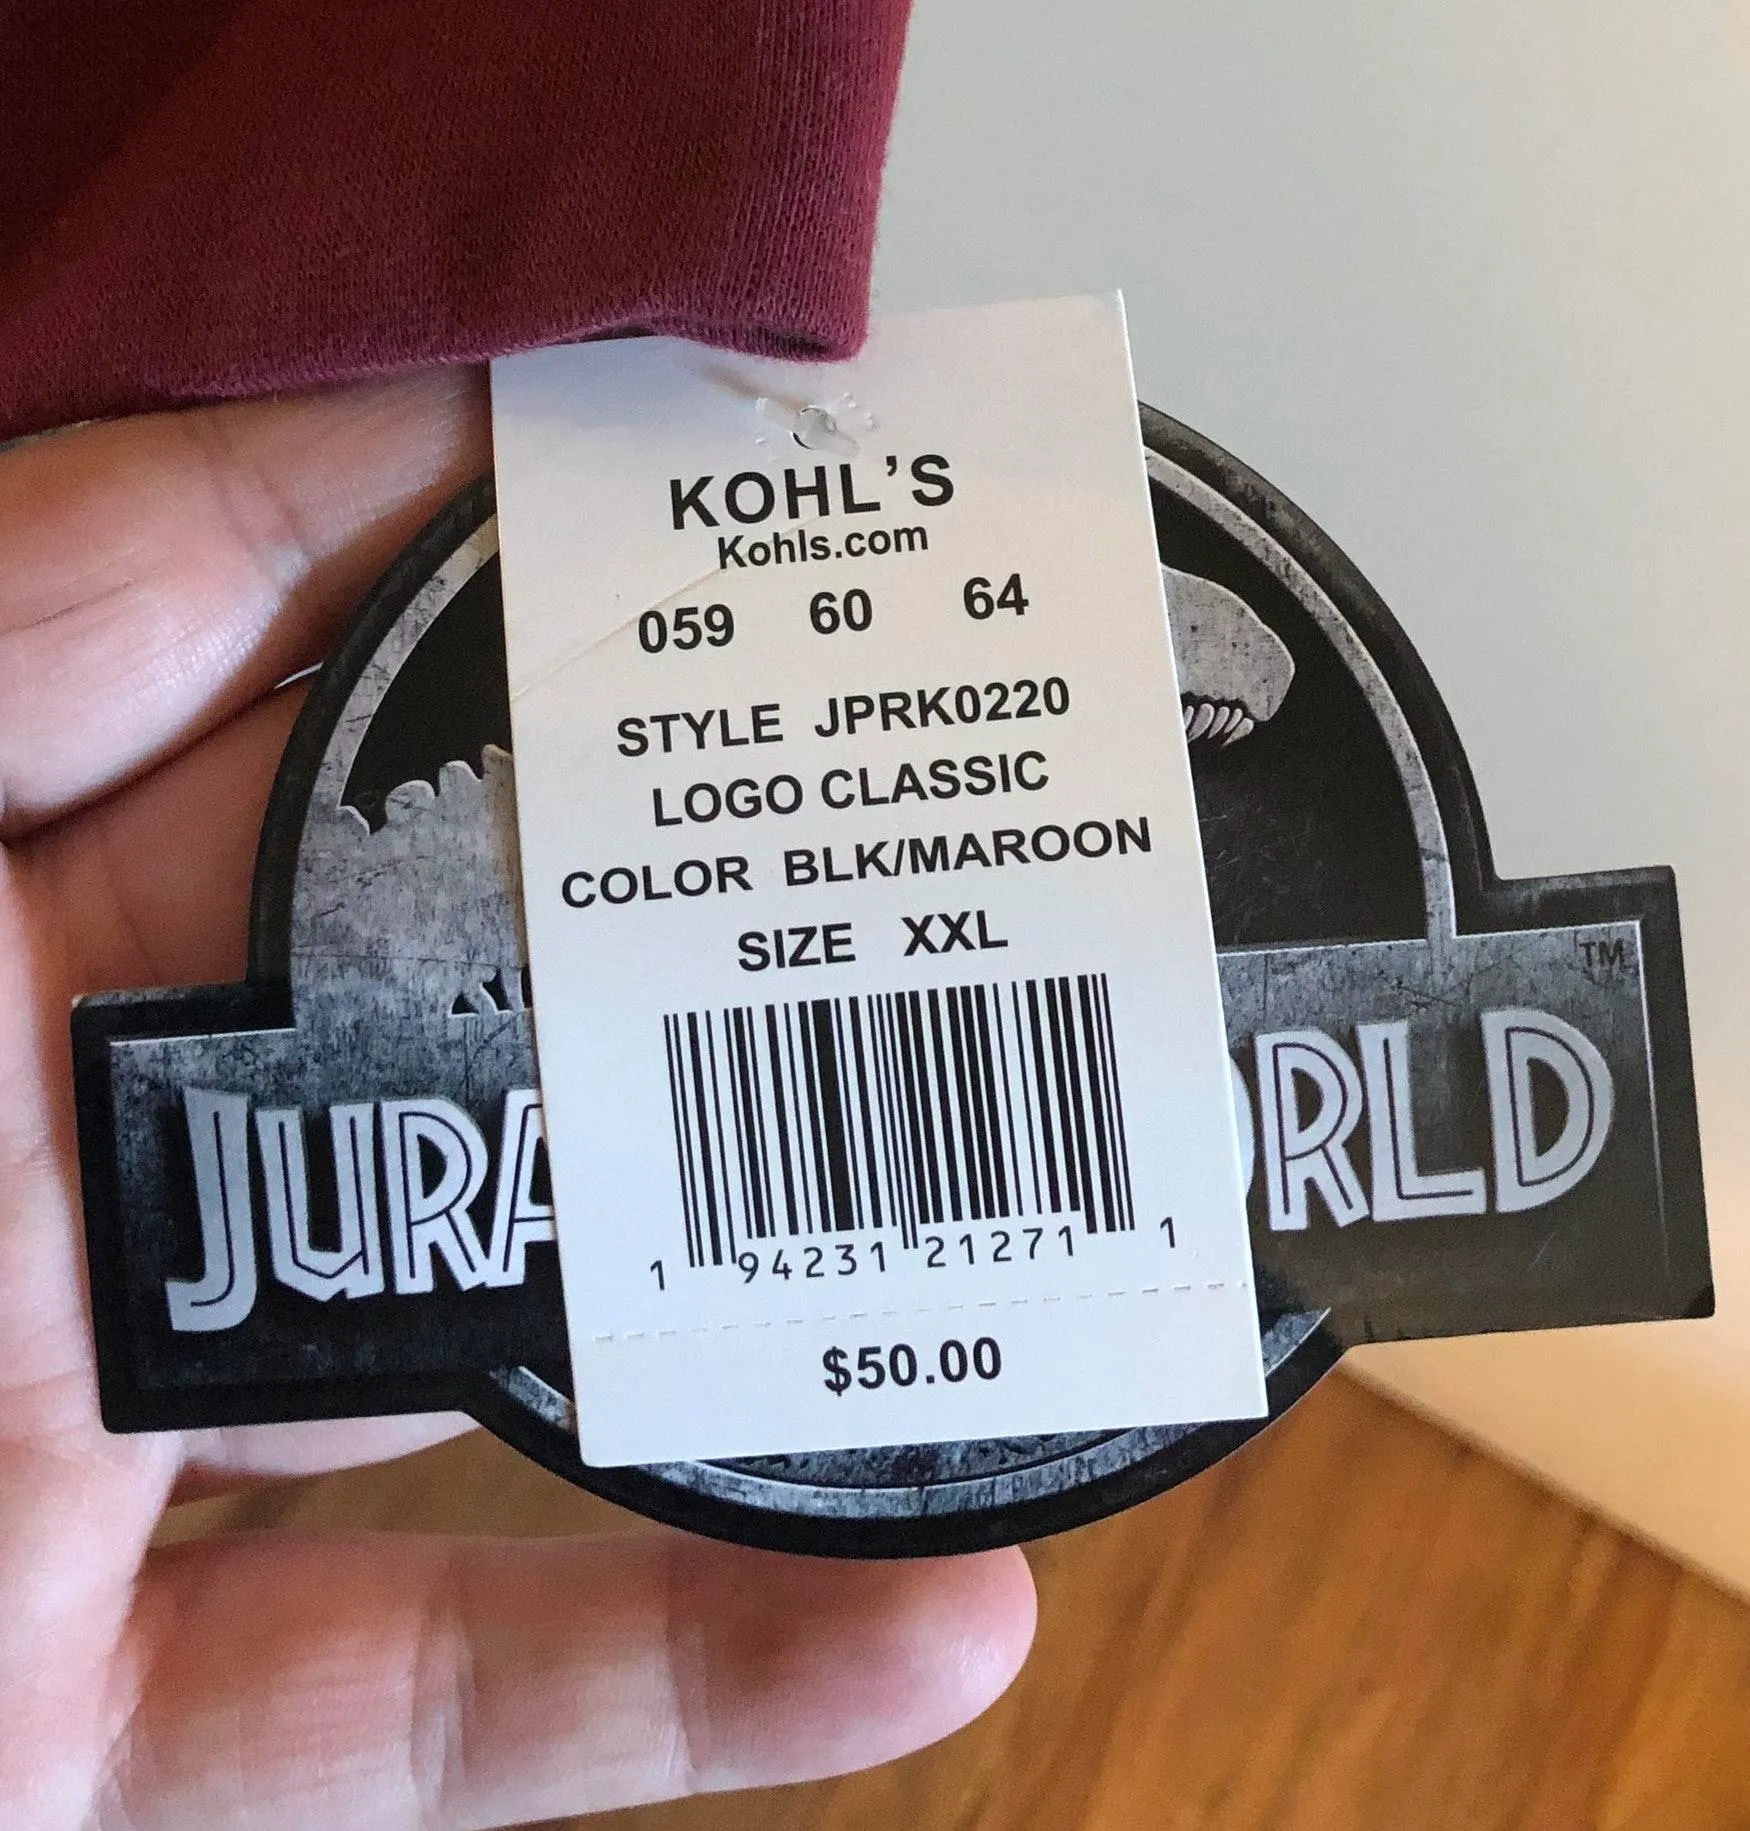 KOHL'S
Kohls.com
059 60 64
STYLE JPRK0220
LOGO CLASSIC
COLOR BLK/MAROON
SIZE XXL
1 94231 21271 1
$50.00
TM
JURA
ORLD